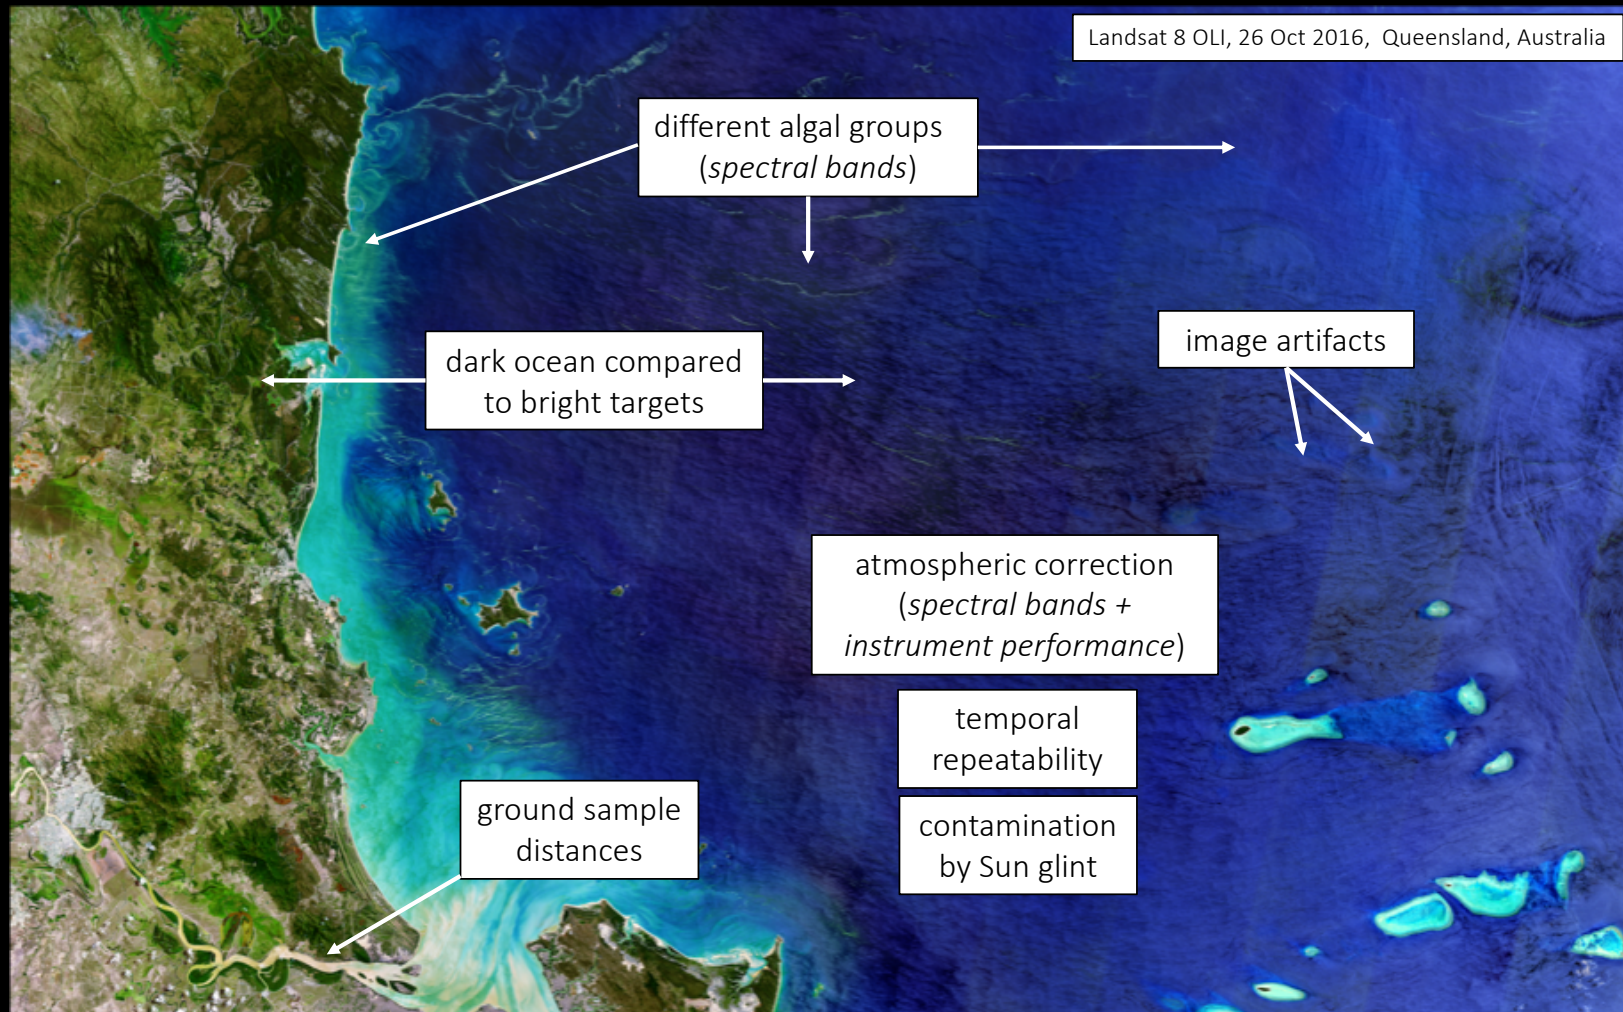 Landsat 8 OLI, 26 Oct 2016, Queensland, Australia
different algal groups
(spectral bands)
image artifacts
dark ocean compared
to bright targets
atmospheric correction
(spectral bands +
instrument performance)
temporal
repeatability
ground sample
distances
contamination
by Sun glint